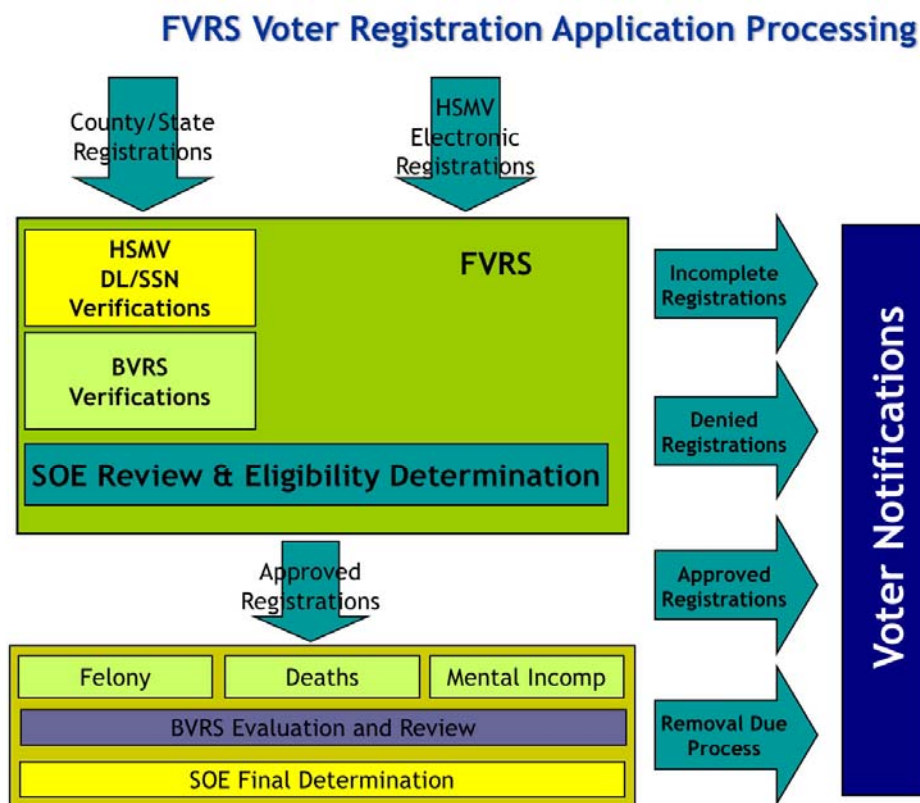 FVRS Voter Registration Application Processing
County/State
Registrations
HSMV
Electronic
Registrations
HSMV
DL/SSN
Verifications
FVRS
BVRS
Verifications
SOE Review & Eligibility Determination
Incomplete
Registrations
Denied
Registrations
Approved
Registrations
Approved
Registrations
Felony
Deaths
Mental Incomp
BVRS Evaluation and Review
SOE Final Determination
Removal Due
Process
Voter Notifications